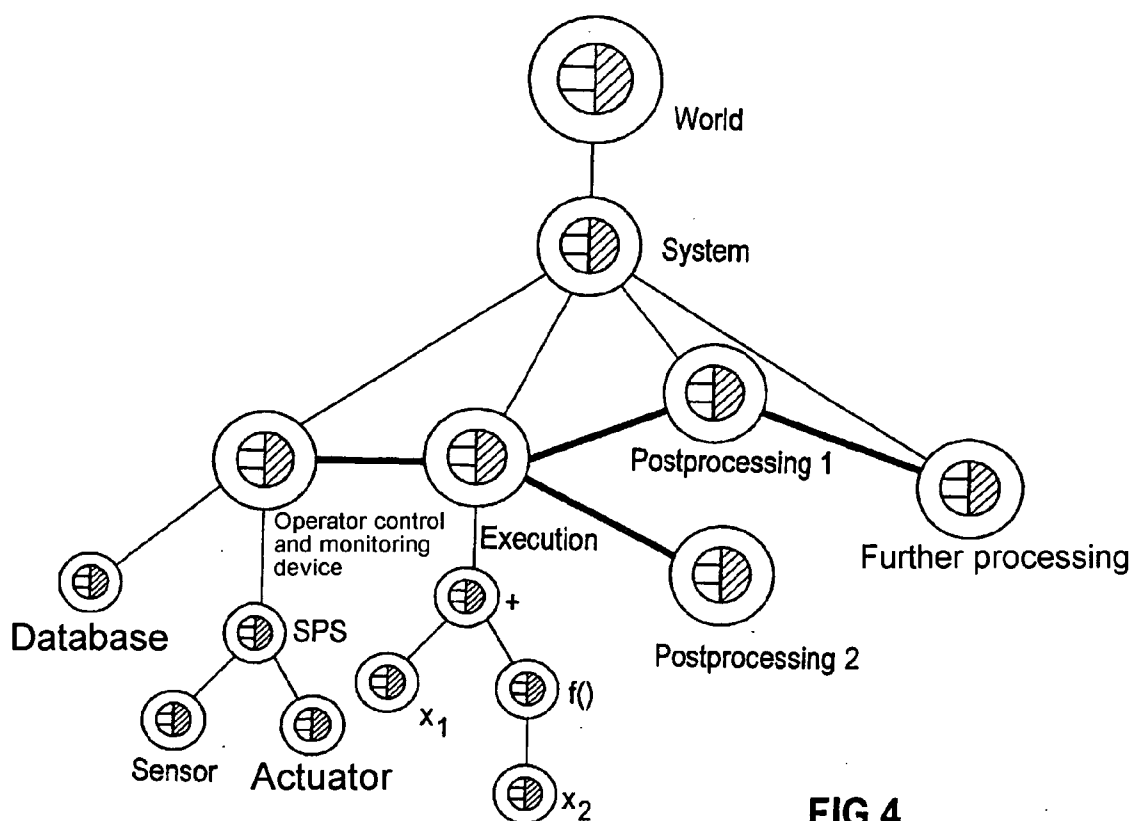 World
System
Postprocessing 1
Operator control
and monitoring
device
Execution
Further processing
Database
SPS
+
Postprocessing 2
x1
f()
Sensor
Actuator
x2
FIG 4